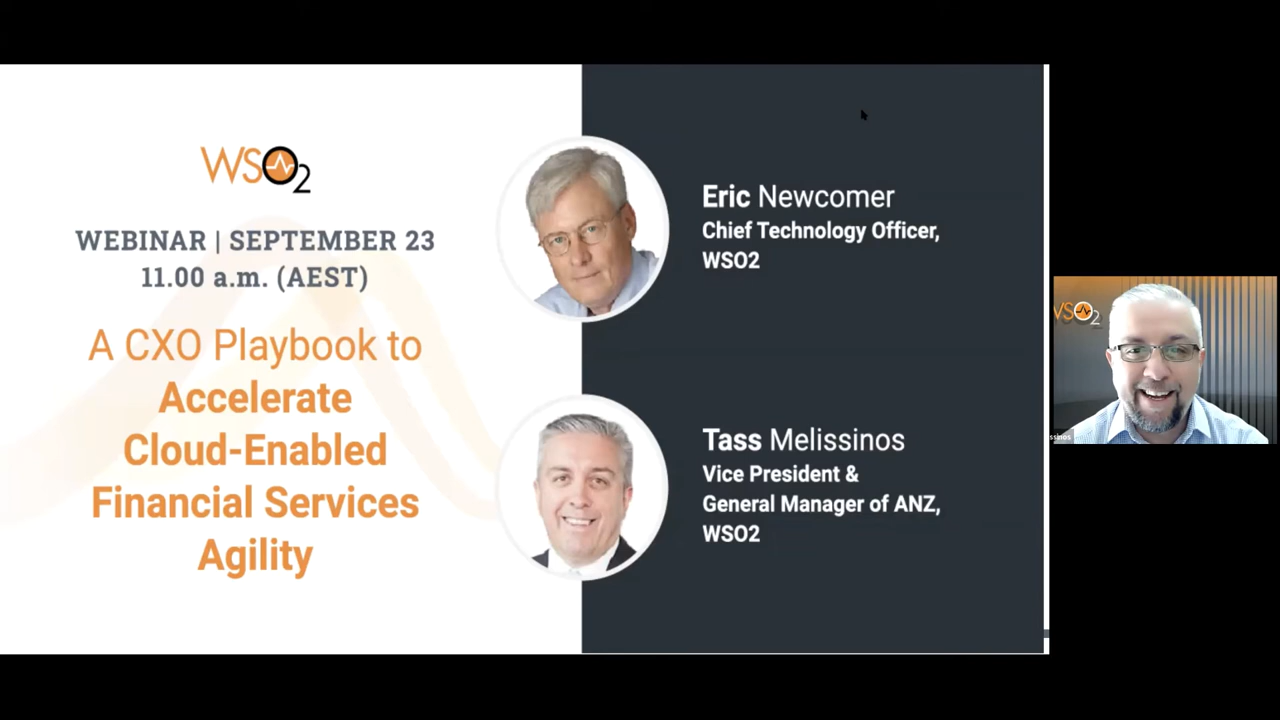 WSO2
WEBINAR | SEPTEMBER 23
11.00 a.m. (AEST)
A CXO Playbook to
Accelerate
Cloud-Enabled
Financial Services
Agility
Eric Newcomer
Chief Technology Officer,
WSO2
Tass Melissinos
Vice President &
General Manager of ANZ,
WSO2
WSO2
ssinos